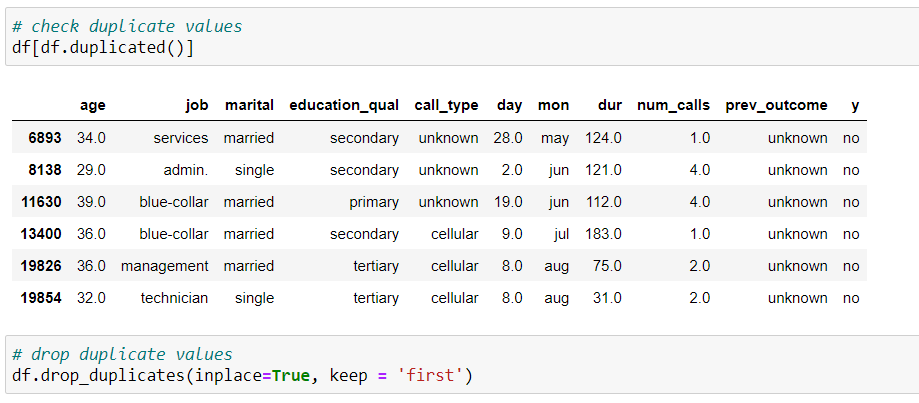 # check duplicate values
df[df.duplicated()]
age job marital education_qual call_type day mon dur num_calls prev_outcome y
6893 34.0 services married secondary unknown 28.0 may 124.0 1.0 unknown no
8138 29.0 admin. single secondary unknown 2.0 jun 121.0 4.0 unknown no
11630 39.0 blue-collar married primary unknown 19.0 jun 112.0 4.0 unknown no
13400 36.0 blue-collar married secondary cellular 9.0 jul 183.0 1.0 unknown no
19826 36.0 management married tertiary cellular 8.0 aug 75.0 2.0 unknown no
19854 32.0 technician single tertiary cellular 8.0 aug 31.0 2.0 unknown no
# drop duplicate values
df.drop_duplicates(inplace=True, keep = 'first')